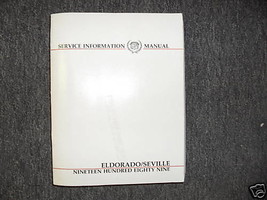 SERVICE INFORMATION MANUAL
ELDORADO/SEVILLE
NINETEEN HUNDRED EIGHTY NINE